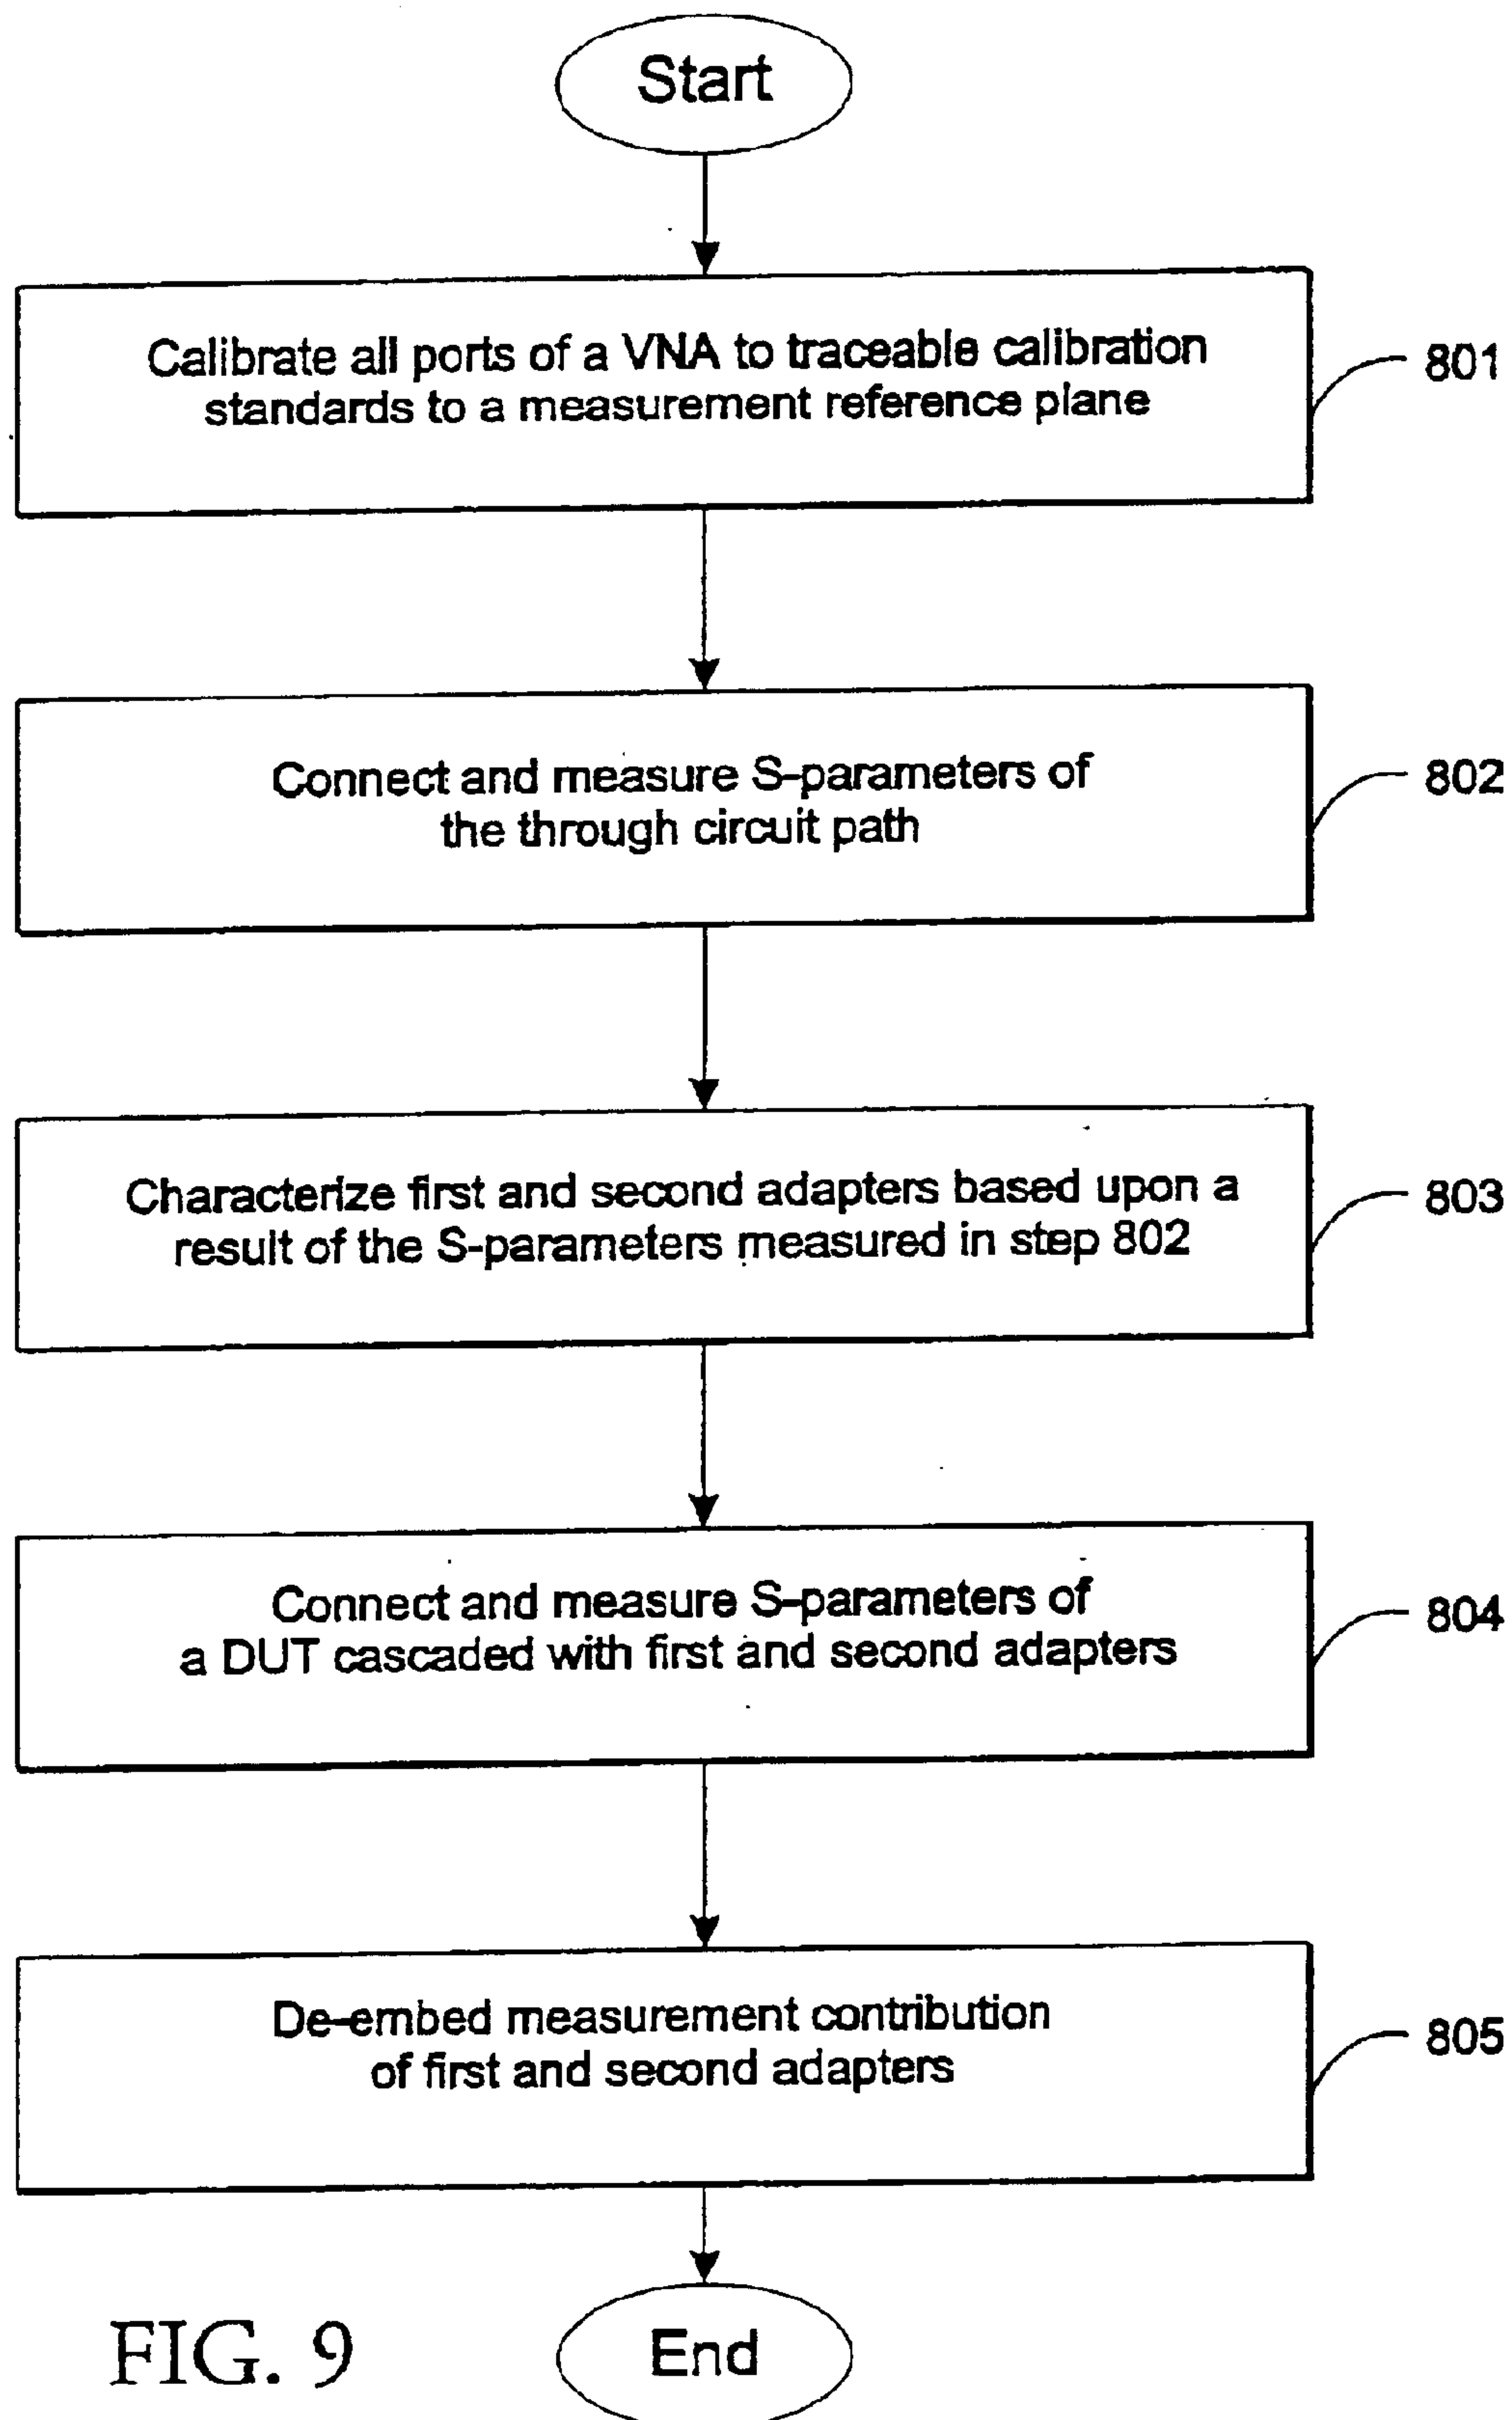 Start
Calibrate all ports of a VNA to traceable calibration
standards to a measurement reference plane
801
Connect and measure S-parameters of
the through circuit path
802
Characterize first and second adapters based upon a
result of the S-parameters measured in step 802
803
Connect and measure S-parameters of
a DUT cascaded with first and second adapters
804
De-embed measurement contribution
of first and second adapters
805
FIG. 9
End